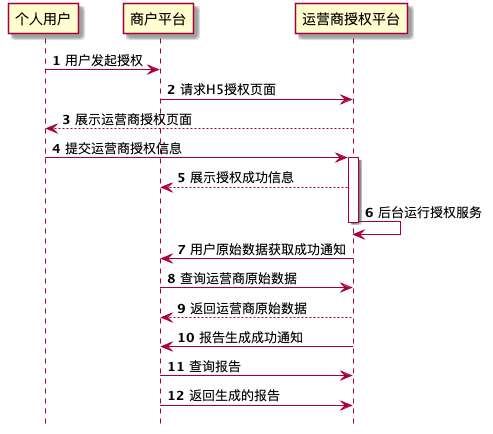 个人用户 商户平台 运营商授权平台
1 用户发起授权
2 请求H5授权页面
3 展示运营商授权页面
4 提交运营商授权信息
5 展示授权成功信息
6 后台运行授权服务
7 用户原始数据获取成功通知
8 查询运营商原始数据
9 返回运营商原始数据
10 报告生成成功通知
11 查询报告
12 返回生成的报告